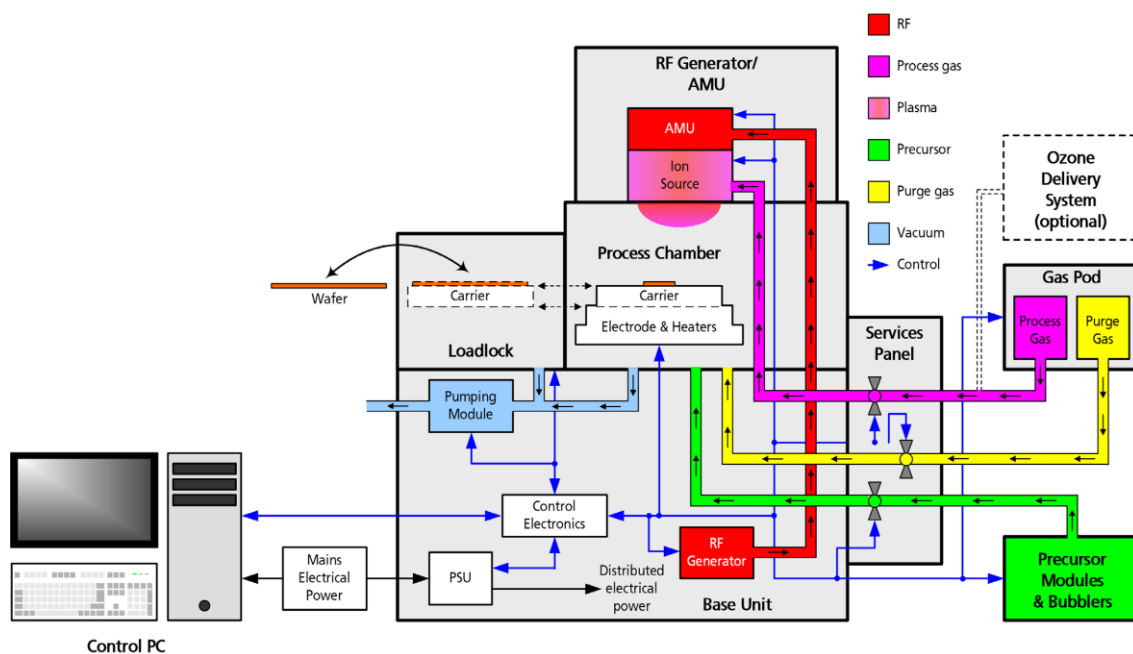 RF Generator/
AMU
AMU
Ion
Source
RF
Process gas
Plasma
Precursor
Purge gas
Vacuum
Control
Ozone
Delivery
System
(optional)
Process Chamber
Wafer
Carrier
Carrier
Electrode & Heaters
Loadlock
Services
Panel
Gas Pod
Process
Gas
Purge
Gas
Pumping
Module
Control
Electronics
RF
Generator
Mains
Electrical
Power
PSU
Distributed
electrical
power
Base Unit
Precursor
Modules
& Bubblers
Control PC